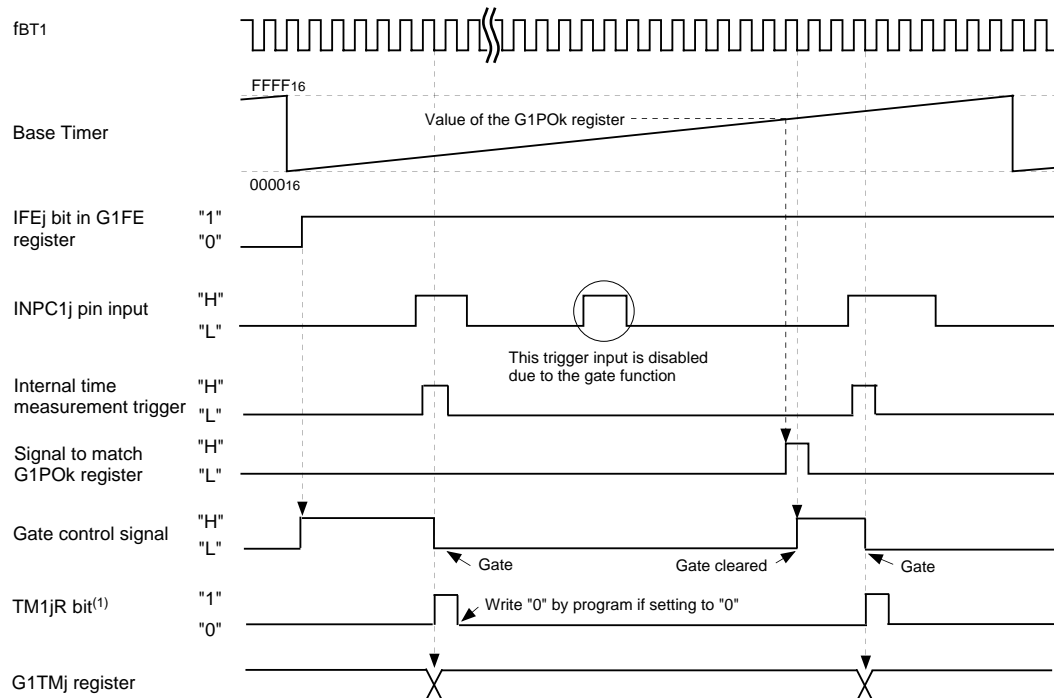 fBT1
FFFF16
Base Timer
Value of the G1POk register
000016
IFEj bit in G1FE
register
"1"
"0"
INPC1j pin input
"H"
"L"
This trigger input is disabled
due to the gate function
Internal time
measurement trigger
"H"
"L"
Signal to match
G1POk register
"H"
"L"
Gate control signal
"H"
"L"
Gate
Gate cleared
Gate
TM1jR bit(1)
"1"
"0"
Write "0" by program if setting to "0"
G1TMj register